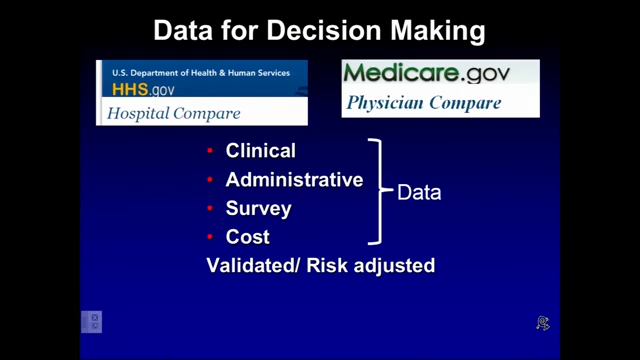 Data for Decision Making
U.S. Department of Health & Human Services
HHS.gov
Hospital Compare
Medicare.gov
Physician Compare
• Clinical
• Administrative
• Survey
• Cost
Data
Validated/ Risk adjusted